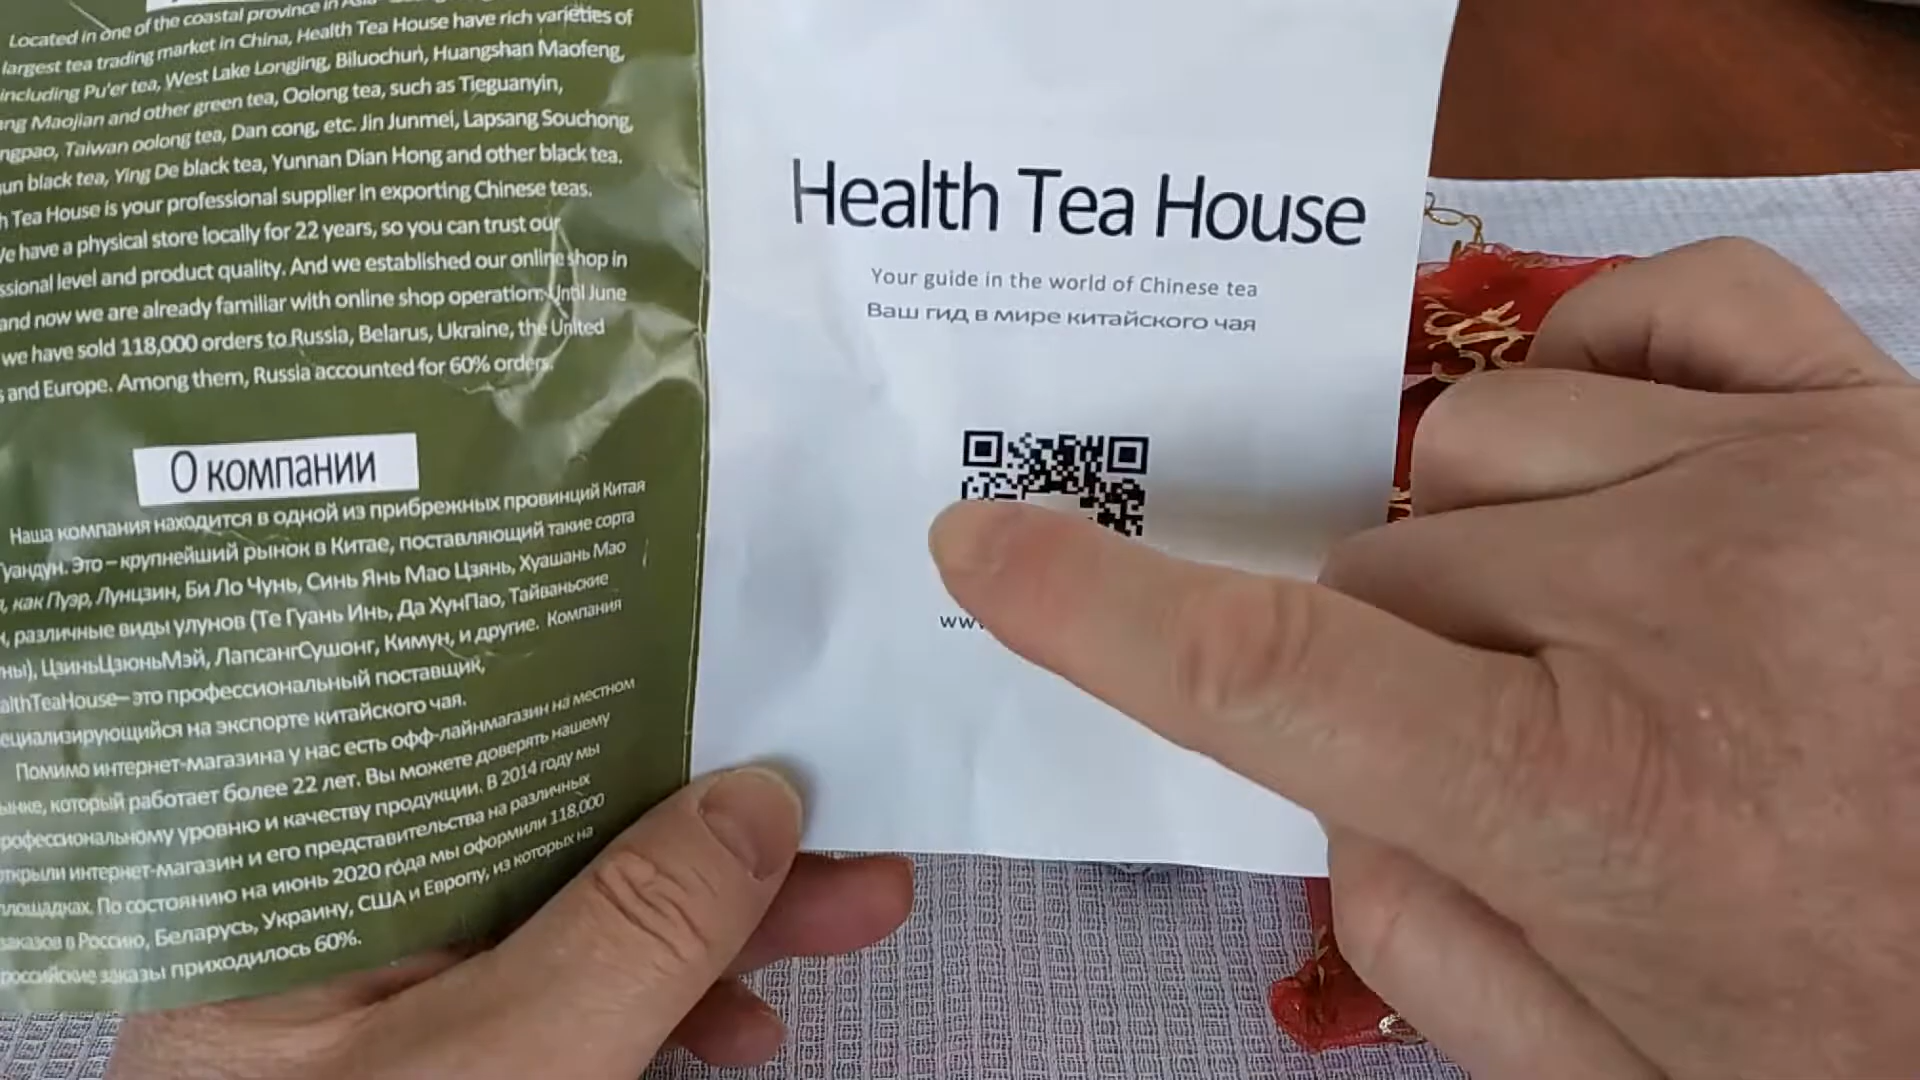 Located in one of the coastal province in
largest tea trading market in China, Health Tea House have rich varieties of
including Pu'er tea, West Lake Longjing, Biluochun, Huangshan Maofeng,
Maojian and other green tea, Oolong tea, such as Tieguanyin,
Taiwan oolong tea, Dan cong, etc. Jin Junmei, Lapsang Souchong,
black tea, Ying De black tea, Yunnan Dian Hong and other black tea.
Tea House is your professional supplier in exporting Chinese teas.
have a physical store locally for 22 years, so you can trust our
level and product quality. And we established our online shop in
and now we are already familiar with online shop operation. Until June
we have sold 118,000 orders to Russia, Belarus, Ukraine, the United
and Europe. Among them, Russia accounted for 60% orders.
О компании
Наша компания находится в одной из прибрежных провинций Китая
Это – крупнейший рынок в Китае, поставляющий такие сорта
как Пуэр, Лунцзин, Би Ло Чунь, Синь Янь Мао Цзянь, Хуашань Мао
различные виды улунов (Те Гуань Инь, Да ХунПао, Тайваньские
ЦзиньЦзюньМэй, ЛапсангСушонг, Кимун, и другие. Компания
– это профессиональный поставщик,
на экспорте китайского чая.
Помимо интернет-магазина у нас есть офф-лайнмагазин на местном
который работает более 22 лет. Вы можете доверять нашему
уровню и качеству продукции. В 2014 году мы
интернет-магазин и его представительства на различных
площадках. По состоянию на июнь 2020 года мы оформили 118,000
заказов в Россию, Беларусь, Украину, США и Европу, из которых на
российские заказы приходилось 60%.
Health Tea House
Your guide in the world of Chinese tea
Ваш гид в мире китайского чая